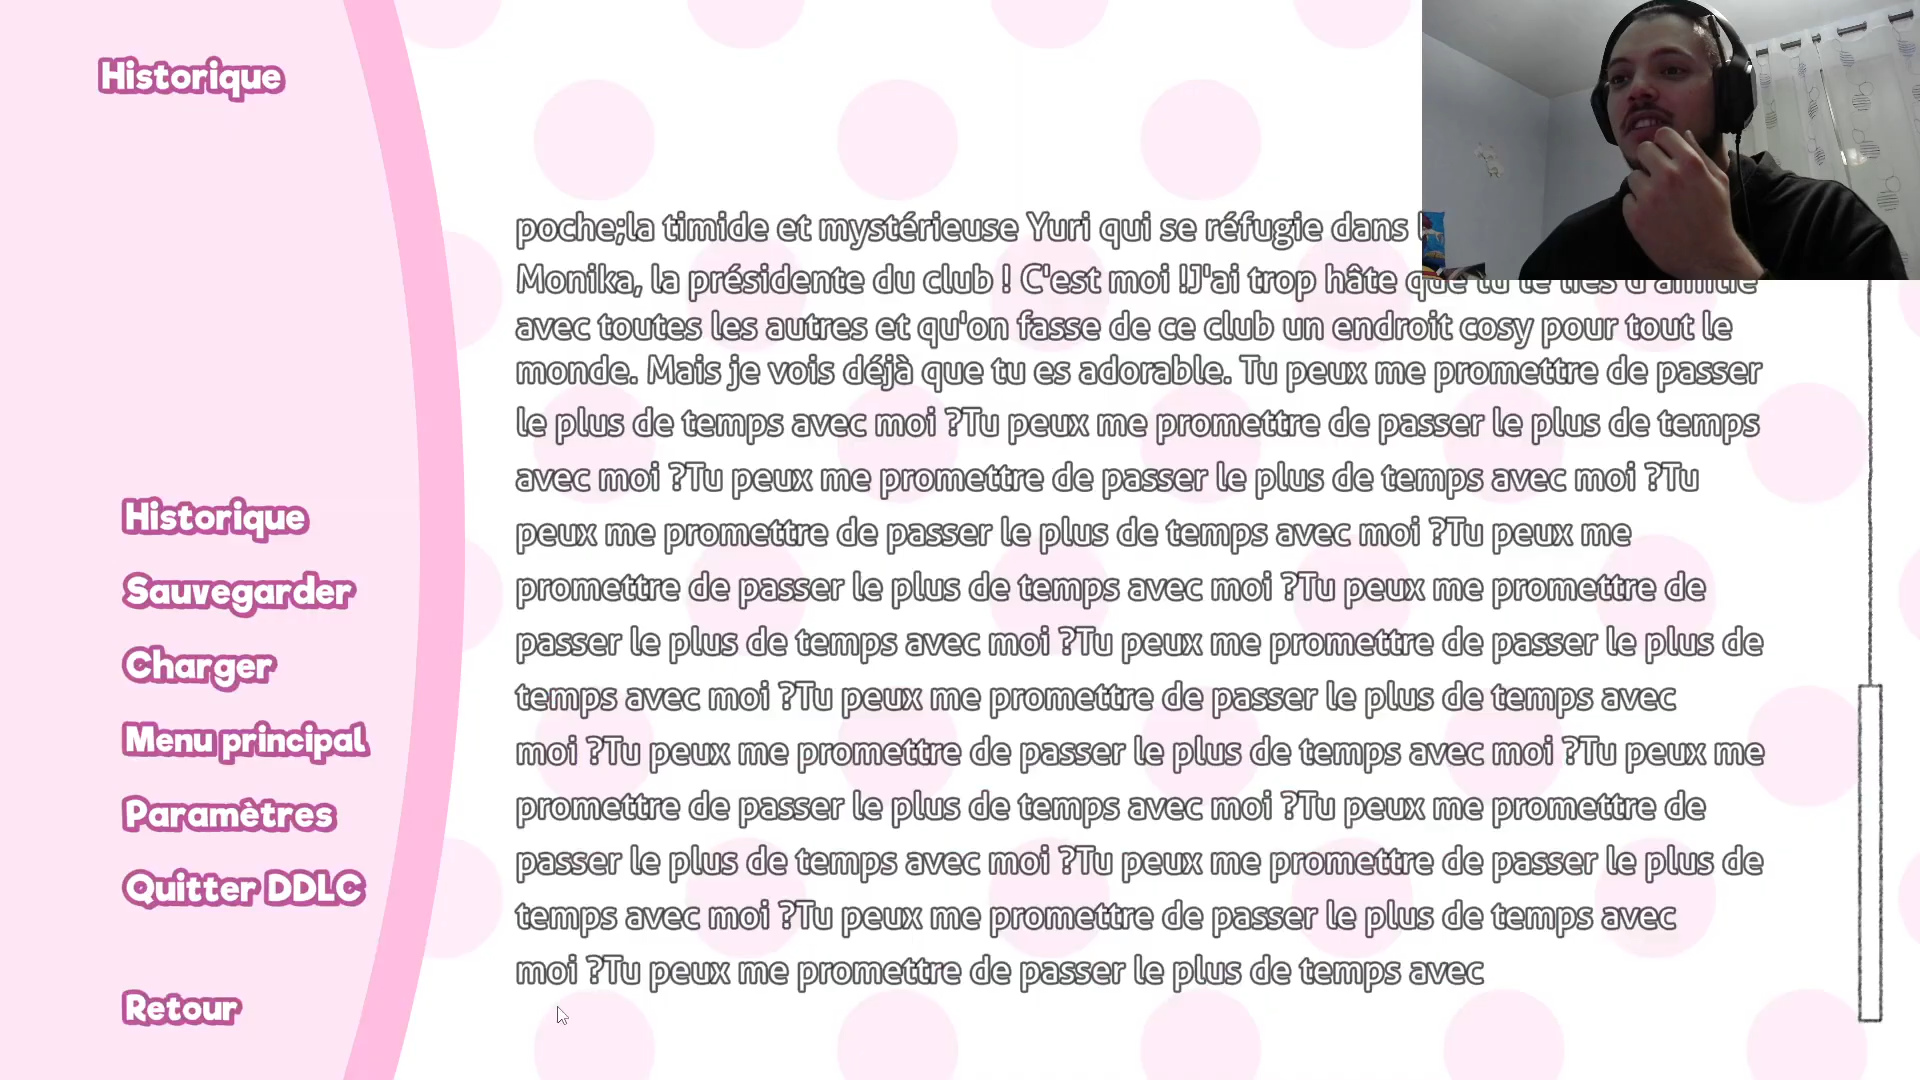 Historique
poche;la timide et mystérieuse Yuri qui se réfugie dans
Monika, la présidente du club ! C'est moi !J'ai trop hâte que tu te lies d'amitié
avec toutes les autres et qu'on fasse de ce club un endroit cosy pour tout le
monde. Mais je vois déjà que tu es adorable. Tu peux me promettre de passer
le plus de temps avec moi ?Tu peux me promettre de passer le plus de temps
avec moi ?Tu peux me promettre de passer le plus de temps avec moi ?Tu
peux me promettre de passer le plus de temps avec moi ?Tu peux me
promettre de passer le plus de temps avec moi ?Tu peux me promettre de
passer le plus de temps avec moi ?Tu peux me promettre de passer le plus de
temps avec moi ?Tu peux me promettre de passer le plus de temps avec
moi ?Tu peux me promettre de passer le plus de temps avec moi ?Tu peux me
promettre de passer le plus de temps avec moi ?Tu peux me promettre de
passer le plus de temps avec moi ?Tu peux me promettre de passer le plus de
temps avec moi ?Tu peux me promettre de passer le plus de temps avec
moi ?Tu peux me promettre de passer le plus de temps avec
Historique
Sauvegarder
Charger
Menu principal
Paramètres
Quitter DDLC
Retour